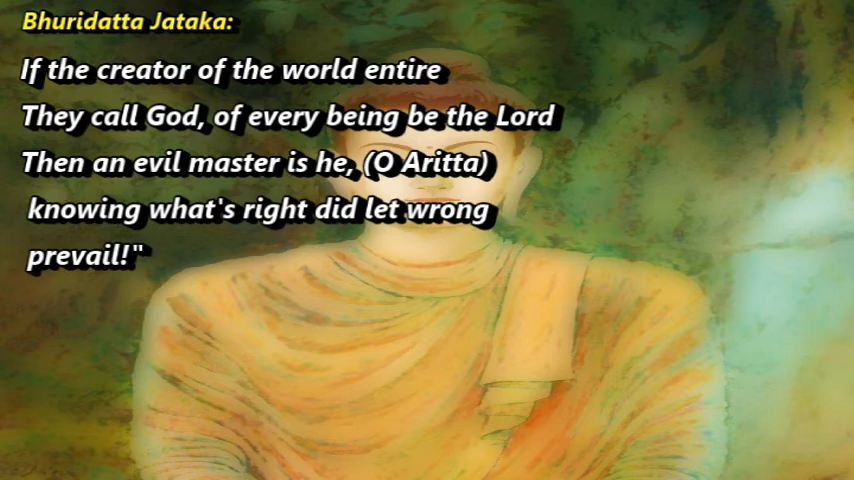 Bhuridatta Jataka:
If the creator of the world entire
They call God, of every being be the Lord
Then an evil master is he, (O Aritta)
knowing what's right did let wrong
prevail!"